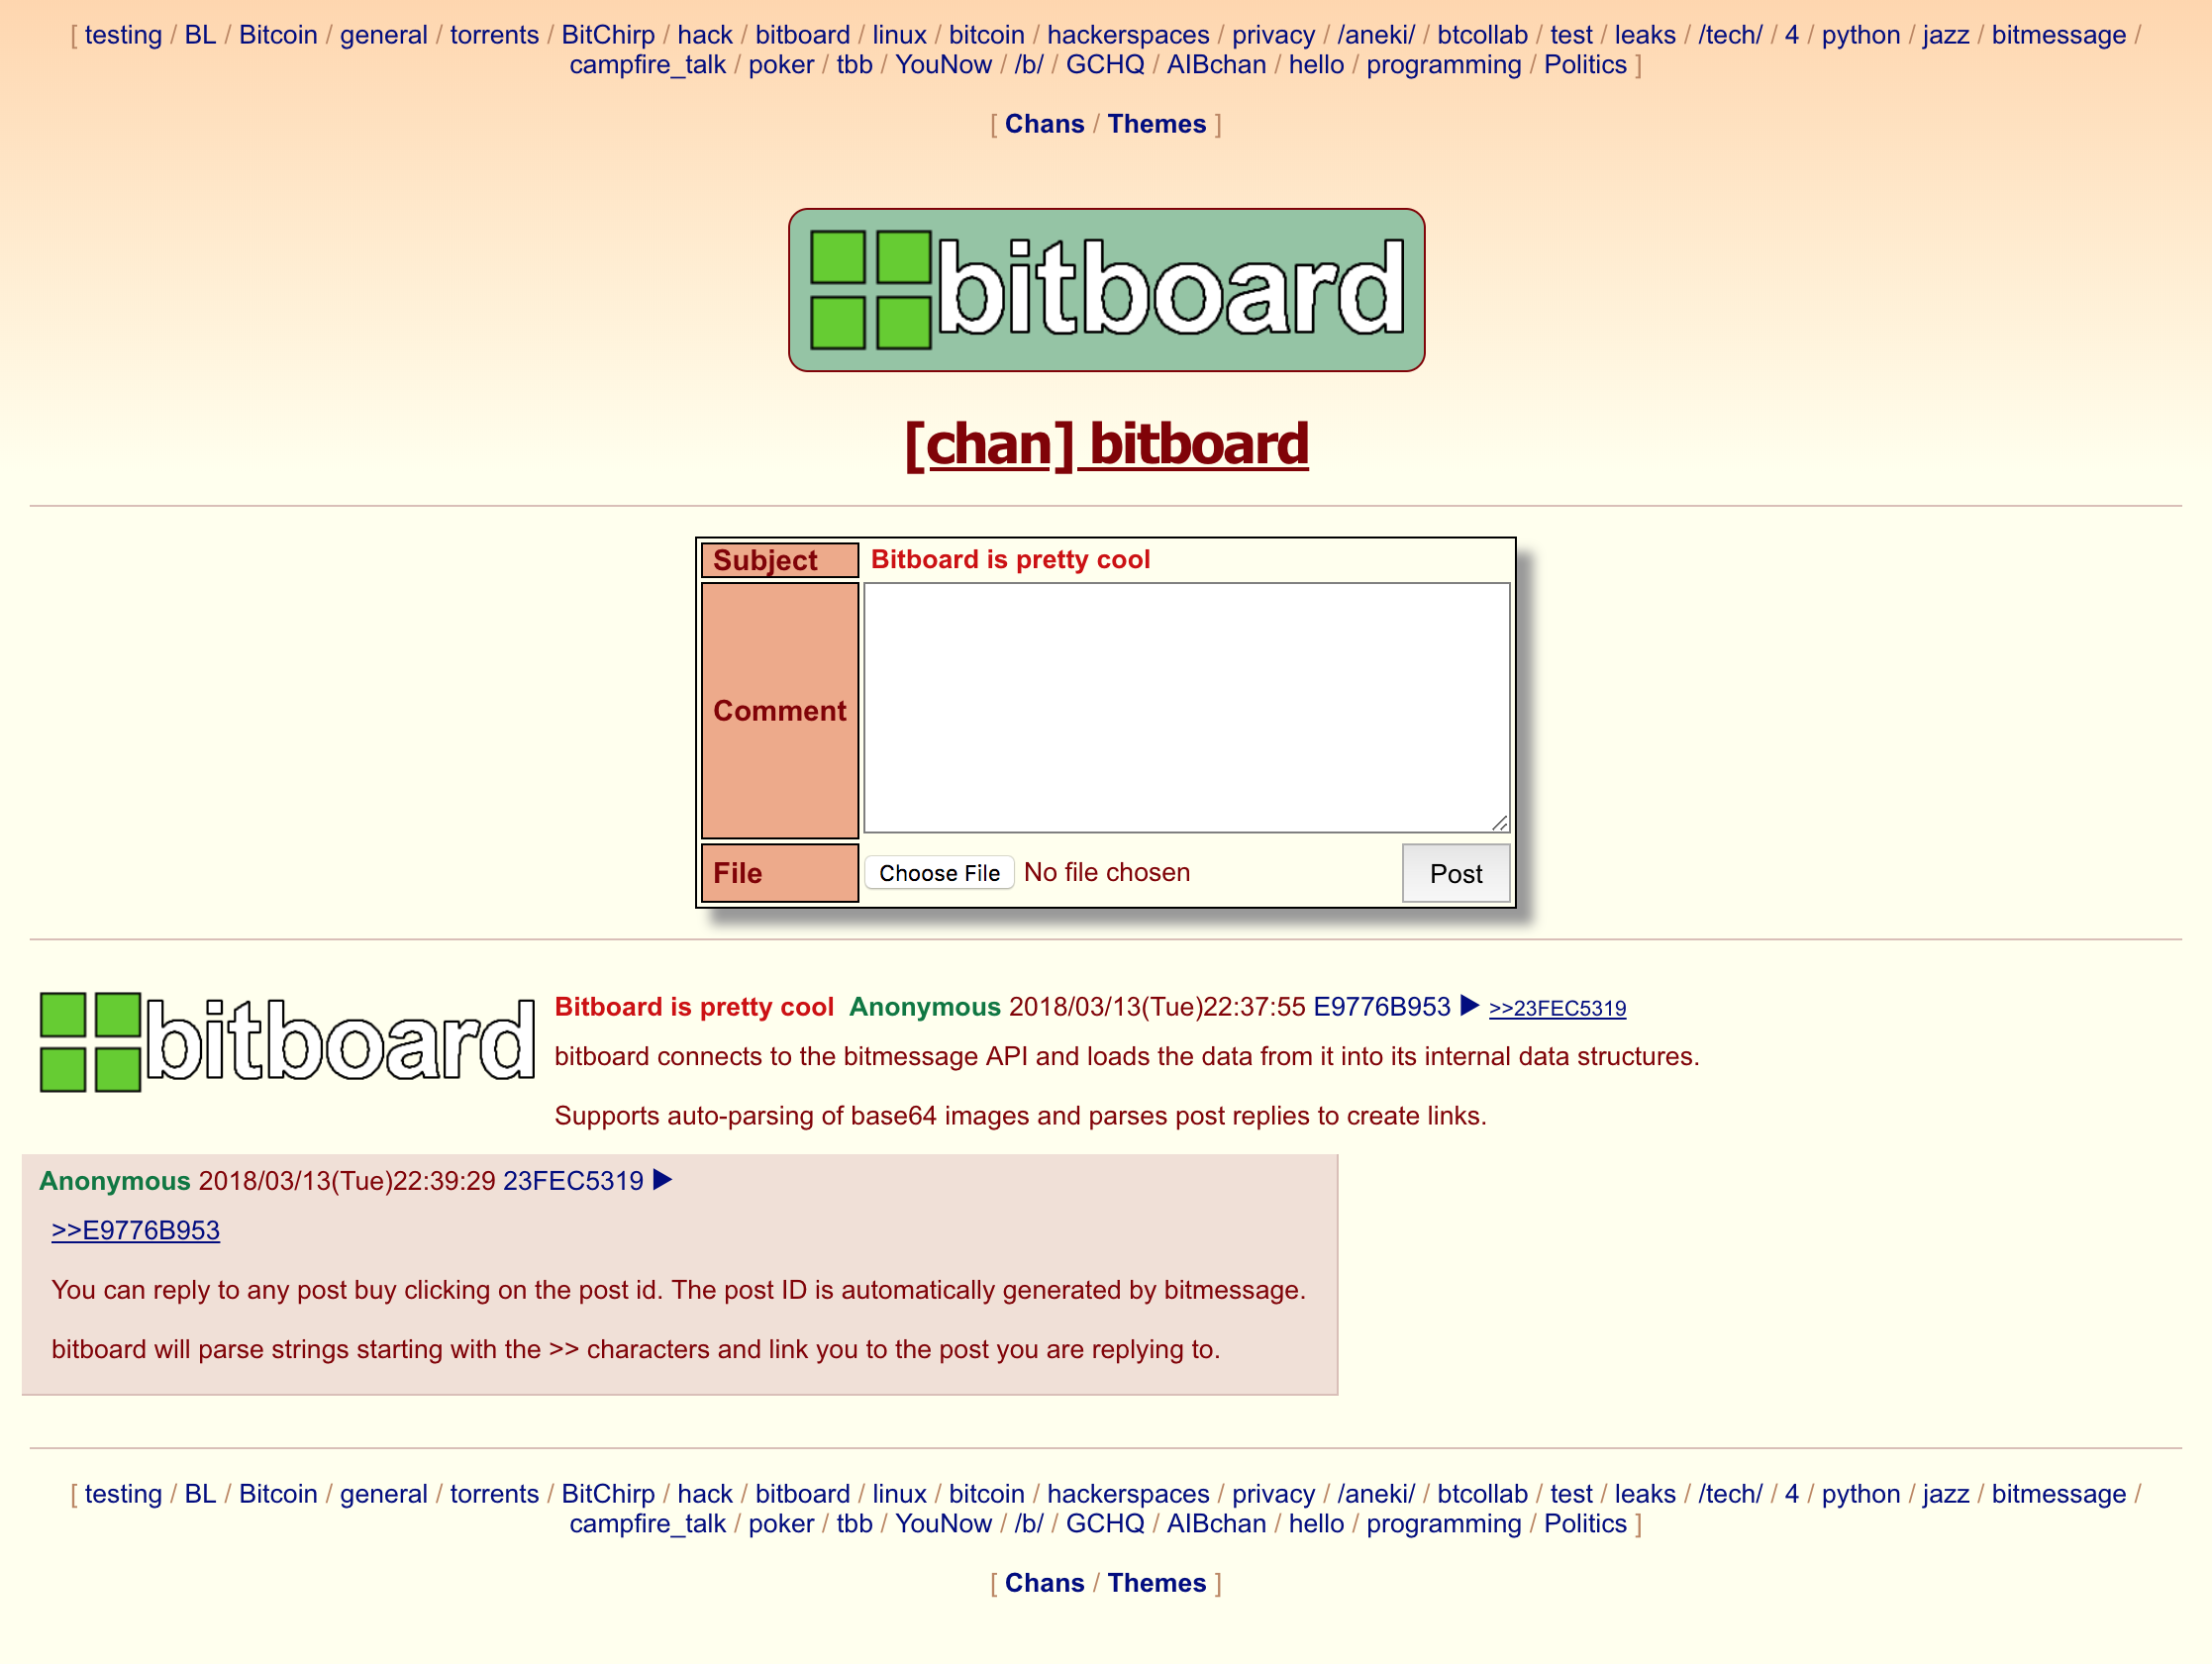 [ testing / BL / Bitcoin / general / torrents / BitChirp / hack / bitboard / linux / bitcoin / hackerspaces / privacy / /aneki/ / btcollab / test / leaks / /tech/ / 4 / python / jazz / bitmessage /
campfire_talk / poker / tbb / YouNow / /b/ / GCHQ / AIBchan / hello / programming / Politics ]
[ Chans / Themes ]
bitboard
[chan] bitboard
Subject Bitboard is pretty cool
Comment
File Choose File No file chosen Post
bitboard
Bitboard is pretty cool Anonymous 2018/03/13(Tue)22:37:55 E9776B953 ▶ >>23FEC5319
bitboard connects to the bitmessage API and loads the data from it into its internal data structures.
Supports auto-parsing of base64 images and parses post replies to create links.
Anonymous 2018/03/13(Tue)22:39:29 23FEC5319 ▶
>>E9776B953
You can reply to any post buy clicking on the post id. The post ID is automatically generated by bitmessage.
bitboard will parse strings starting with the >> characters and link you to the post you are replying to.
[ testing / BL / Bitcoin / general / torrents / BitChirp / hack / bitboard / linux / bitcoin / hackerspaces / privacy / /aneki/ / btcollab / test / leaks / /tech/ / 4 / python / jazz / bitmessage /
campfire_talk / poker / tbb / YouNow / /b/ / GCHQ / AIBchan / hello / programming / Politics ]
[ Chans / Themes ]